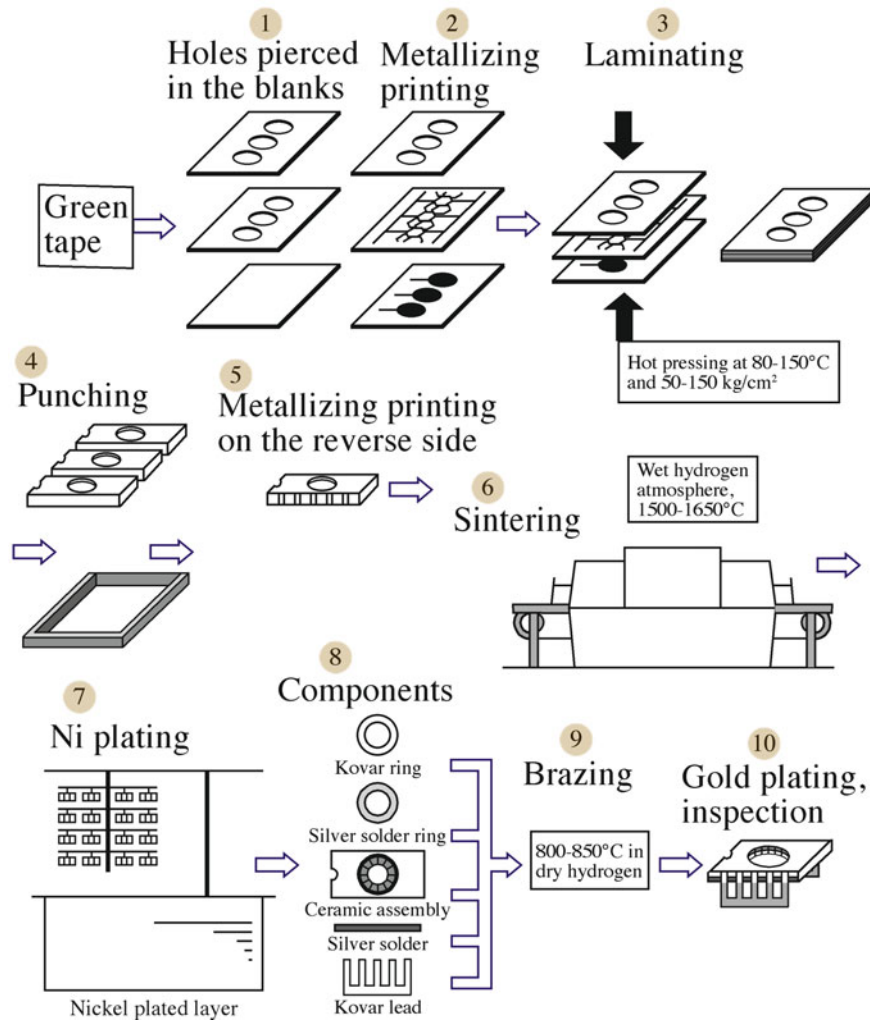 1
Holes pierced
in the blanks
2
Metallizing
printing
3
Laminating
Green
tape
Hot pressing at 80-150°C
and 50-150 kg/cm²
4
Punching
5
Metallizing printing
on the reverse side
6
Sintering
Wet hydrogen
atmosphere,
1500-1650°C
7
Ni plating
Nickel plated layer
8
Components
Kovar ring
Silver solder ring
Ceramic assembly
Silver solder
Kovar lead
9
Brazing
800-850°C in
dry hydrogen
10
Gold plating,
inspection